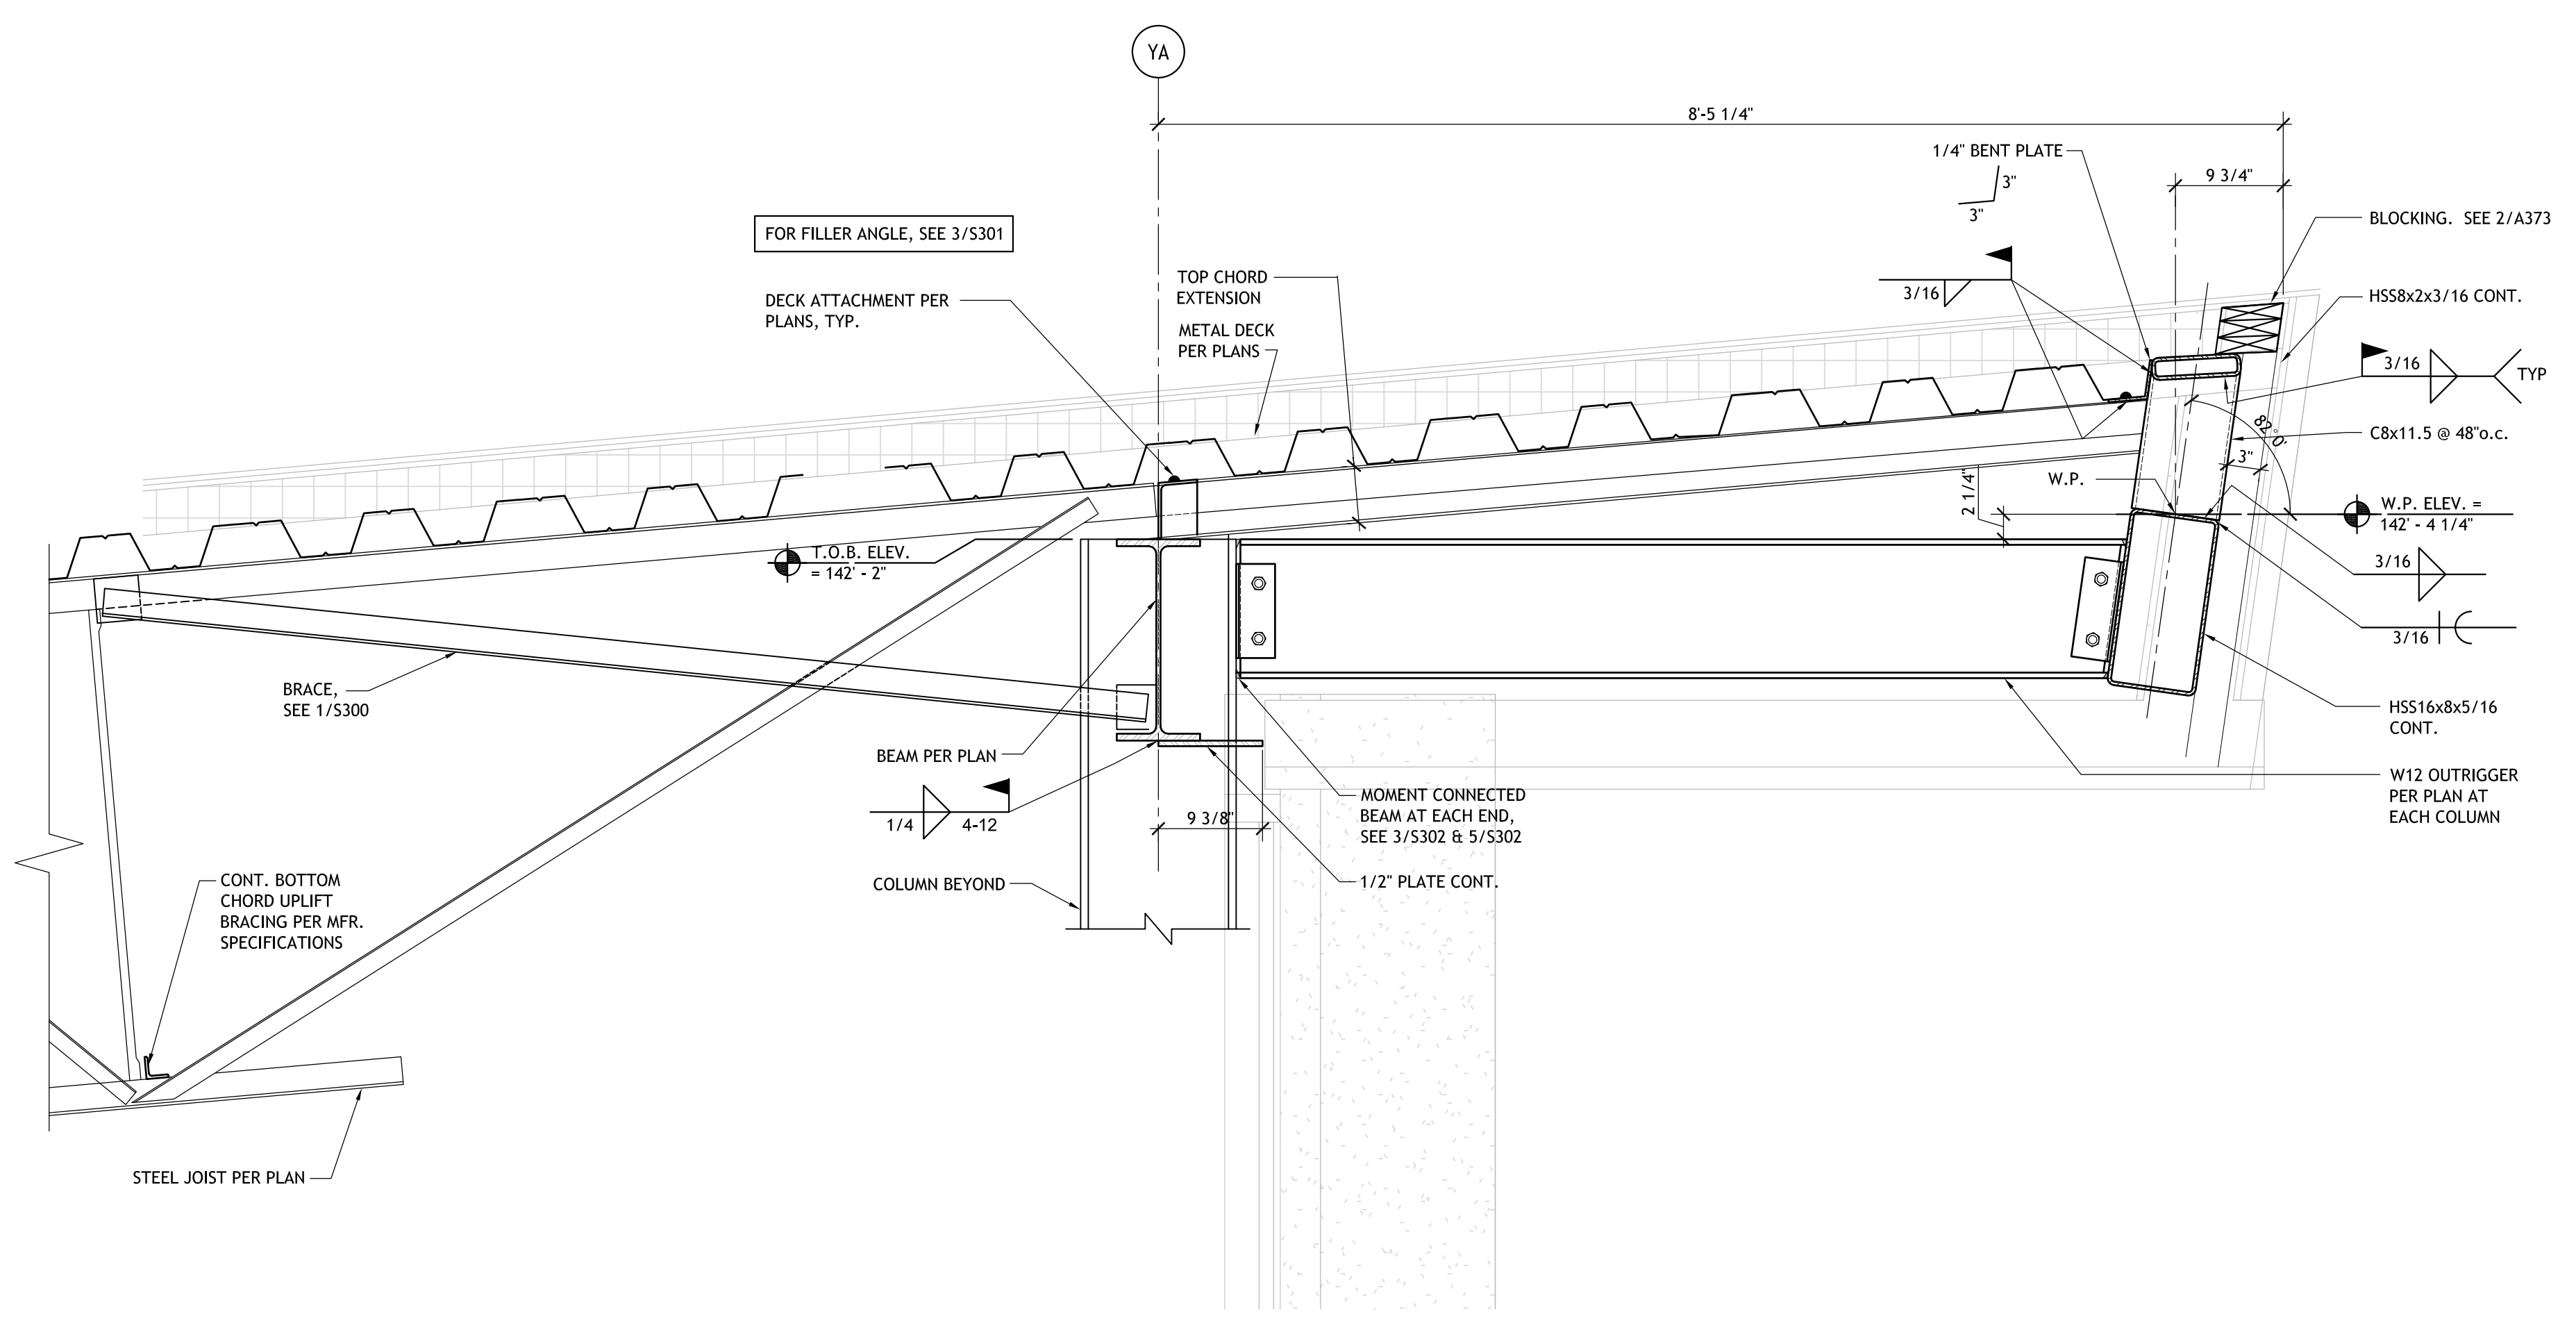 YA
8'-5 1/4"
1/4" BENT PLATE
3"
3"
9 3/4"
BLOCKING. SEE 2/A373
FOR FILLER ANGLE, SEE 3/S301
3/16
TOP CHORD
EXTENSION
DECK ATTACHMENT PER
PLANS, TYP.
METAL DECK
PER PLANS
HSS8x2x3/16 CONT.
3/16
TYP
82.0°
C8x11.5 @ 48"o.c.
3"
2 1/4"
W.P.
W.P. ELEV. =
142' - 4 1/4"
T.O.B. ELEV.
= 142' - 2"
3/16
3/16
BRACE,
SEE 1/S300
HSS16x8x5/16
CONT.
BEAM PER PLAN
W12 OUTRIGGER
PER PLAN AT
EACH COLUMN
MOMENT CONNECTED
BEAM AT EACH END,
SEE 3/S302 & 5/S302
1/4
4-12
9 3/8"
CONT. BOTTOM
CHORD UPLIFT
BRACING PER MFR.
SPECIFICATIONS
COLUMN BEYOND
1/2" PLATE CONT.
STEEL JOIST PER PLAN